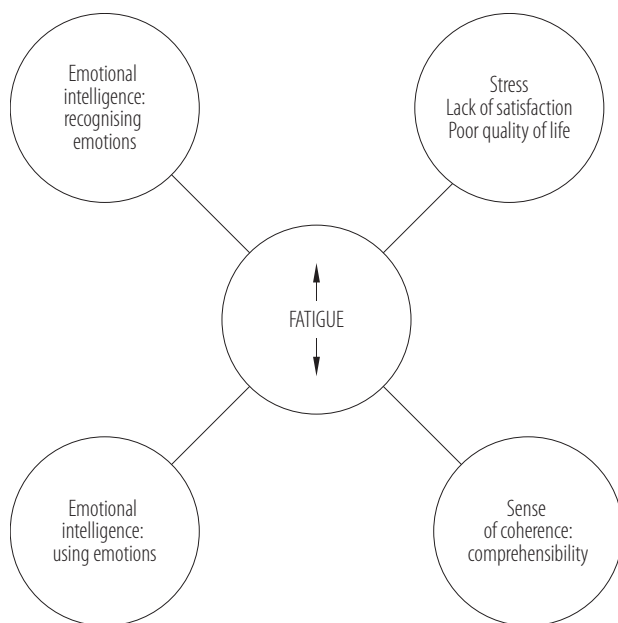 Emotional
intelligence:
recognising
emotions
Stress
Lack of satisfaction
Poor quality of life
FATIGUE
Emotional
intelligence:
using emotions
Sense
of coherence:
comprehensibility